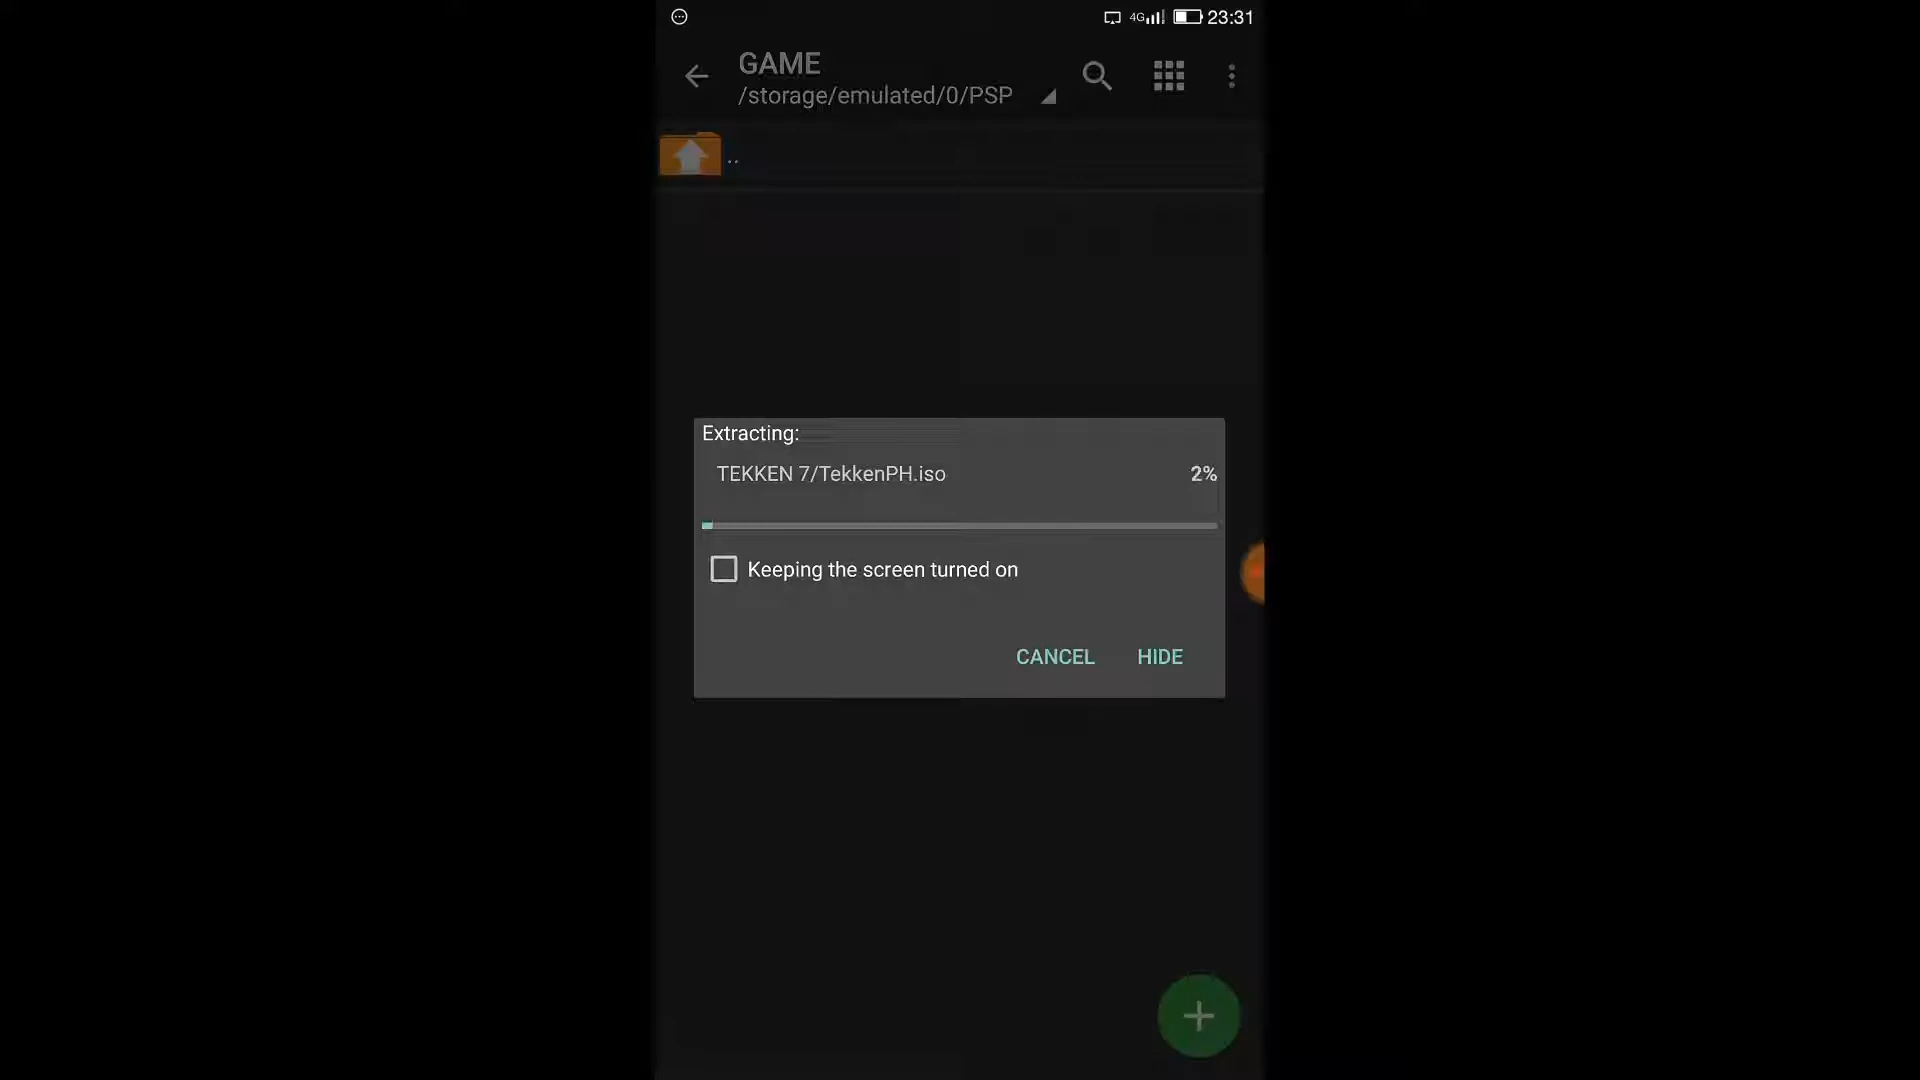 4G 23:31
GAME
/storage/emulated/0/PSP
..
Extracting:
TEKKEN 7/TekkenPH.iso 2%
Keeping the screen turned on
CANCEL HIDE